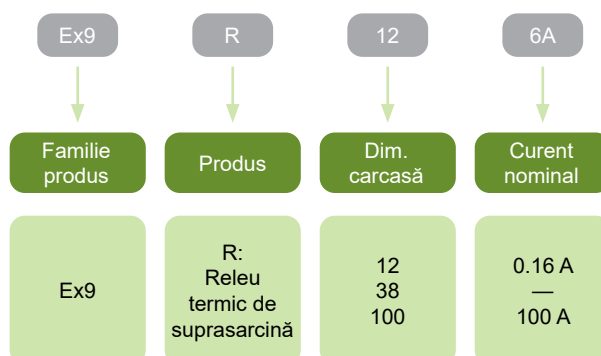 Ex9
R
12
6A
Familie
produs
Produs
Dim.
carcasă
Curent
nominal
Ex9
R:
Releu
termic de
suprasarcină
12
38
100
0.16 A
—
100 A